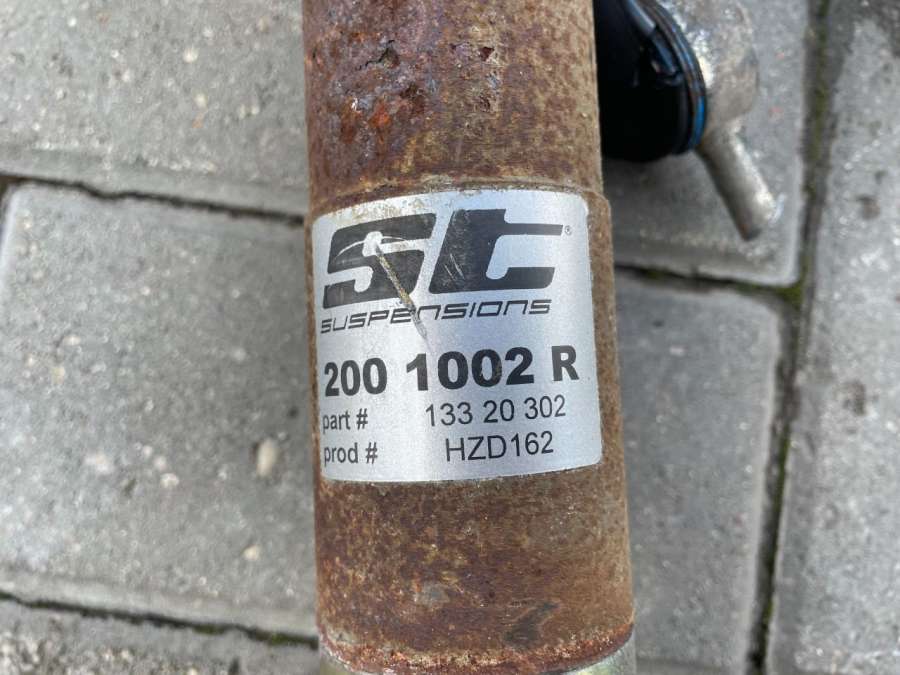 ST®
SUSPENSIONS
200 1002 R
part # 133 20 302
prod # HZD162